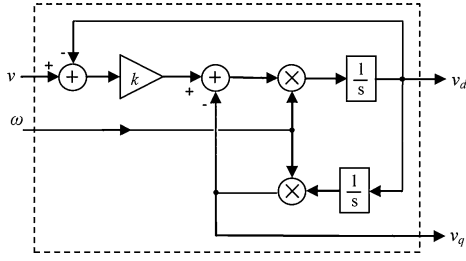 -
v + + k + + × 1/s v_d
-
ω
× 1/s
v_q